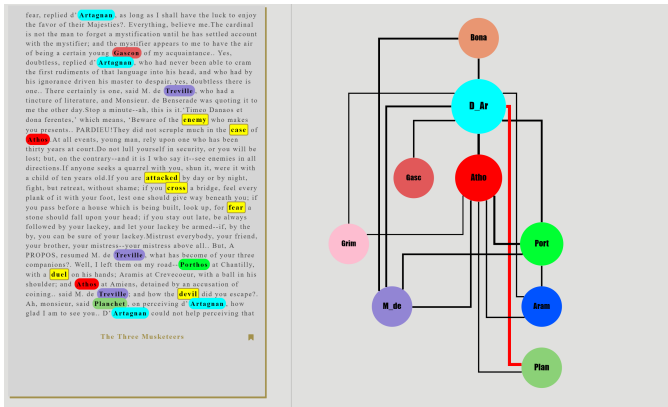 fear, replied d' Artagnan, as long as I shall have the luck to enjoy
the favor of their Majesties?. Everything, believe me.The cardinal
is not the man to forget a mystification until he has settled account
with the mystifier; and the mystifier appears to me to have the air
of being a certain young Gascon of my acquaintance.. Yes,
doubtless, replied d' Artagnan, who had never been able to cram
the first rudiments of that language into his head, and who had by
his ignorance driven his master to despair, yes, doubtless there is
one.. There certainly is one, said M. de Treville, who had a
tincture of literature, and Monsieur. de Benserade was quoting it to
me the other day.Stop a minute--ah, this is it.'Timeo Danaos et
dona ferentes,' which means, 'Beware of the enemy who makes
you presents.. PARDIEU!They did not scruple much in the case of
Athos.At all events, young man, rely upon one who has been
thirty years at court.Do not lull yourself in security, or you will be
lost; but, on the contrary--and it is I who say it--see enemies in all
directions.If anyone seeks a quarrel with you, shun it, were it with
a child of ten years old.If you are attacked by day or by night,
fight, but retreat, without shame; if you cross a bridge, feel every
plank of it with your foot, lest one should give way beneath you; if
you pass before a house which is being built, look up, for fear a
stone should fall upon your head; if you stay out late, be always
followed by your lackey, and let your lackey be armed--if, by the
by, you can be sure of your lackey.Mistrust everybody, your friend,
your brother, your mistress--your mistress above all.. But, A
PROPOS, resumed M. de Treville, what has become of your three
companions?. Well, I left them on my road--Porthos at Chantilly,
with a duel on his hands; Aramis at Crevecoeur, with a ball in his
shoulder; and Athos at Amiens, detained by an accusation of
coining.. said M. de Treville; and how the devil did you escape?.
Ah, monsieur, said Planchet, on perceiving d' Artagnan, how
glad I am to see you.. D' Artagnan could not help perceiving that
The Three Musketeers
Bona
D_Ar
Gasc
Atho
Grim
Port
M_de
Aram
Plan